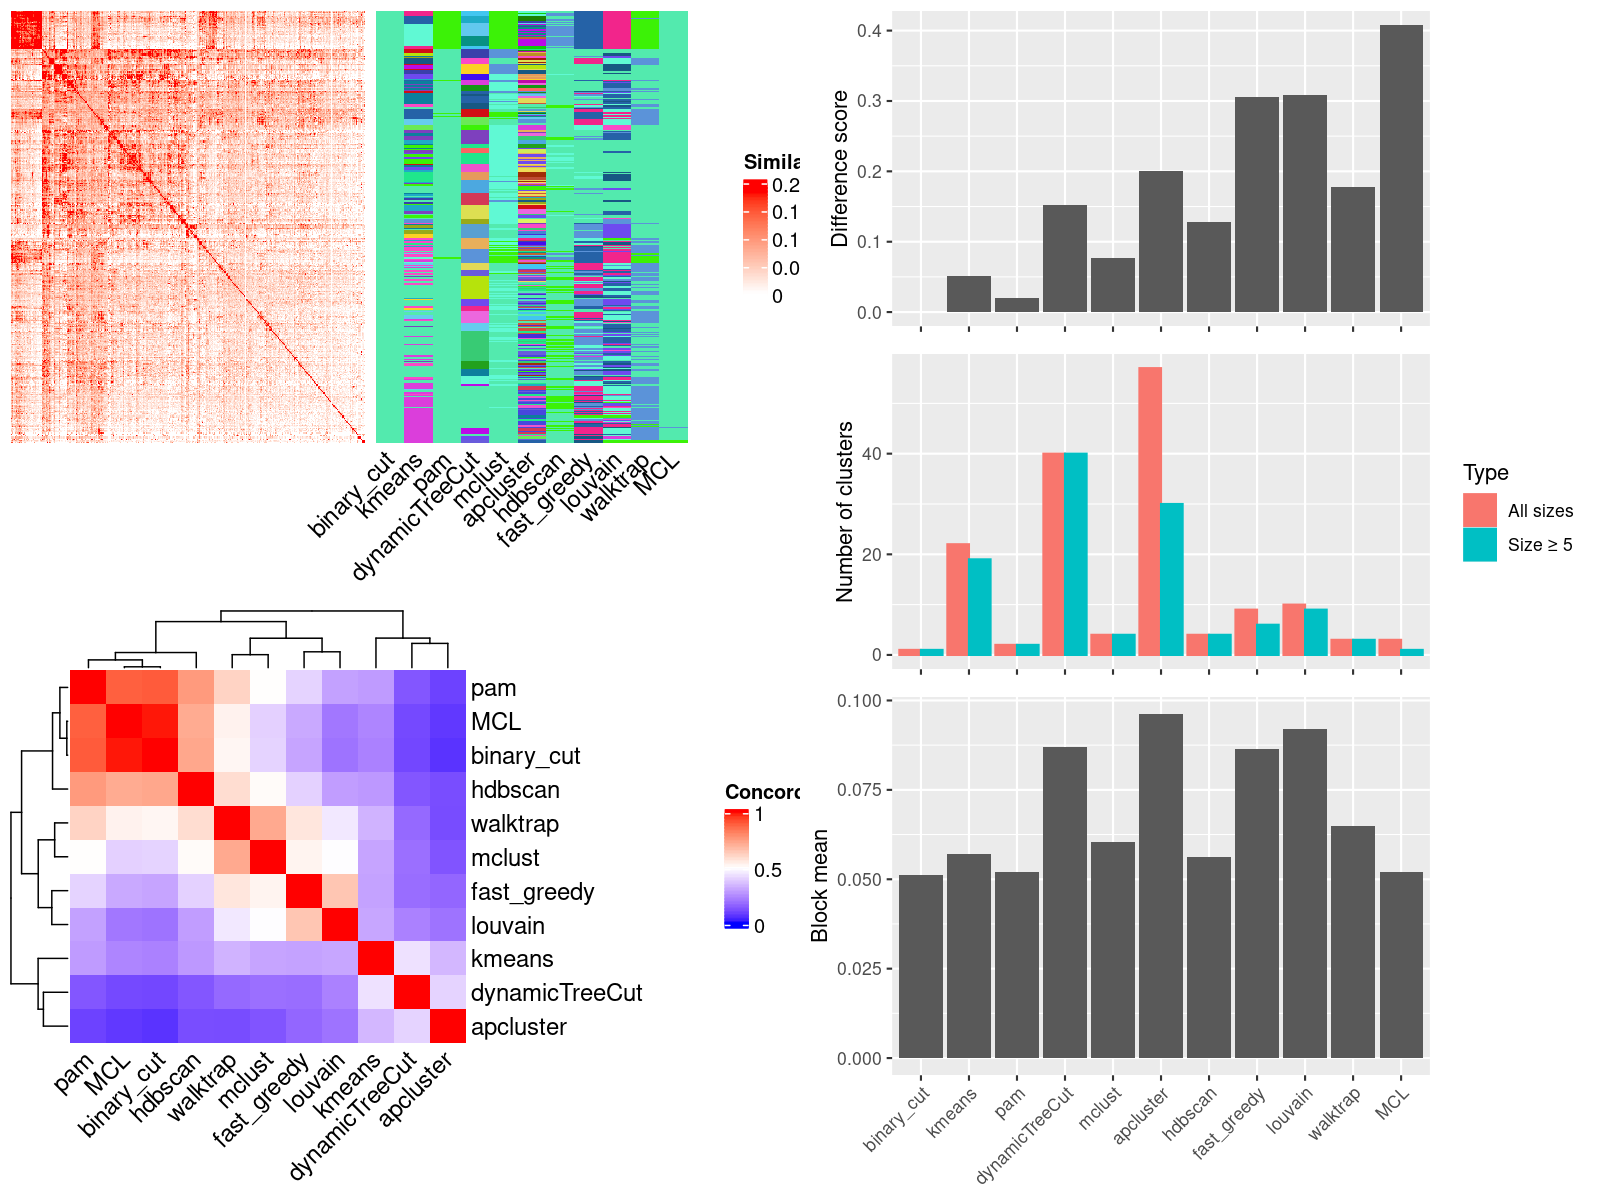 Simila
0.2
0.1
0.1
0.0
0
binary_cut
kmeans
pam
dynamicTreeCut
mclust
apcluster
hdbscan
fast_greedy
louvain
walktrap
MCL
pam
MCL
binary_cut
hdbscan
walktrap
mclust
fast_greedy
louvain
kmeans
dynamicTreeCut
apcluster
pam
MCL
binary_cut
hdbscan
walktrap
mclust
fast_greedy
louvain
kmeans
dynamicTreeCut
apcluster
Concord
1
0.5
0
Difference score
0.4
0.3
0.2
0.1
0.0
Number of clusters
40
20
0
Type
All sizes
Size ≥ 5
Block mean
0.100
0.075
0.050
0.025
0.000
binary_cut
kmeans
pam
dynamicTreeCut
mclust
apcluster
hdbscan
fast_greedy
louvain
walktrap
MCL